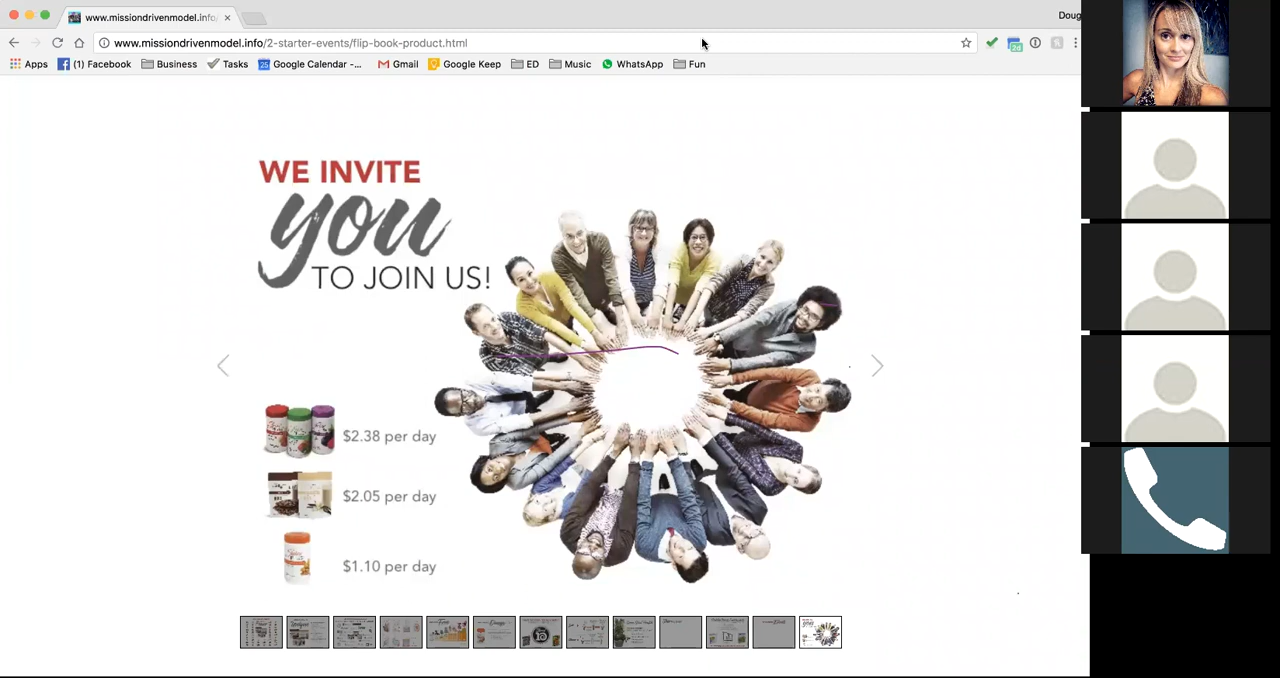 www.missiondrivenmodel.info/
Doug
www.missiondrivenmodel.info/2-starter-events/flip-book-product.html
Apps
(1) Facebook
Business
Tasks
Google Calendar -...
Gmail
Google Keep
ED
Music
WhatsApp
Fun
WE INVITE
you
TO JOIN US!
$2.38 per day
$2.05 per day
$1.10 per day